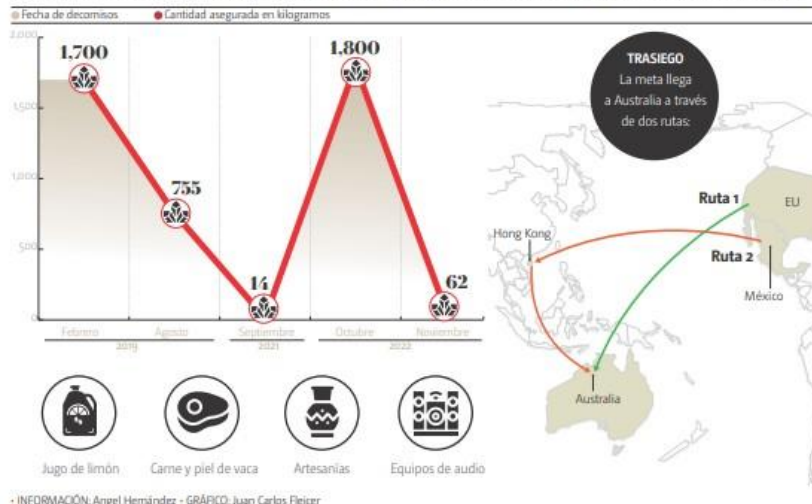 Fecha de decomisos
Cantidad asegurada en kilogramos
2,000
1,500
1,000
500
0
1,700
755
14
1,800
62
Febrero
Agosto
Septiembre
Octubre
Noviembre
2019
2021
2022
Jugo de limón
Carne y piel de vaca
Artesanías
Equipos de audio
TRASIEGO
La meta llega
a Australia a través
de dos rutas:
Ruta 1
EU
Hong Kong
Ruta 2
México
Australia
• INFORMACIÓN: Angel Hernández • GRÁFICO: Juan Carlos Fleicer